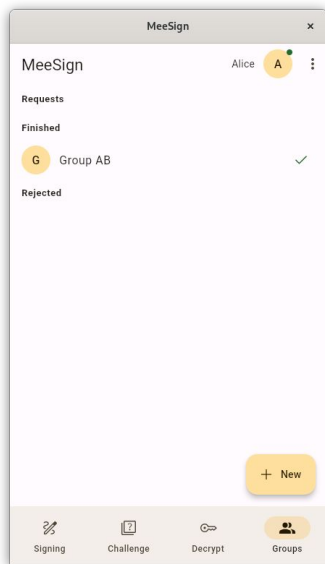 MeeSign
MeeSign Alice A
Requests
Finished
G Group AB
Rejected
+ New
Signing Challenge Decrypt Groups